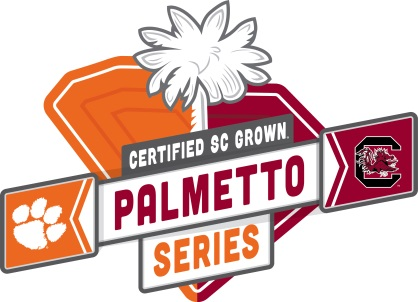 CERTIFIED SC GROWN
PALMETTO
SERIES
C